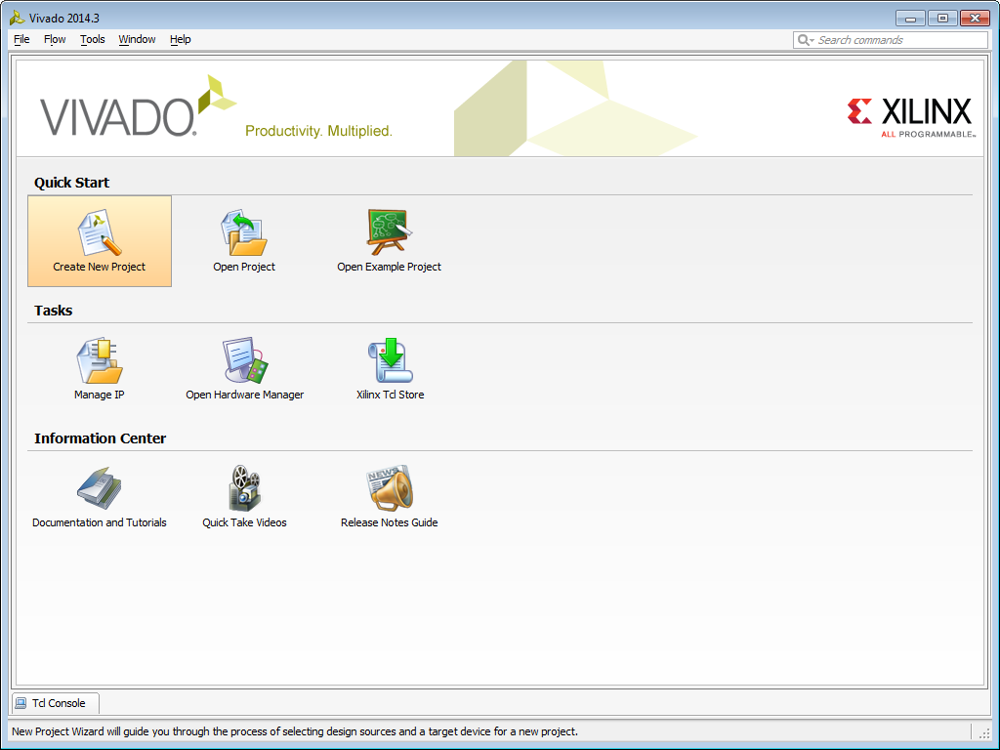 Vivado 2014.3
File Flow Tools Window Help
Search commands
VIVADO.
Productivity. Multiplied.
XILINX
ALL PROGRAMMABLE™
Quick Start
Create New Project
Open Project
Open Example Project
Tasks
Manage IP
Open Hardware Manager
Xilinx Tcl Store
Information Center
NEWS
Documentation and Tutorials
Quick Take Videos
Release Notes Guide
Tcl Console
New Project Wizard will guide you through the process of selecting design sources and a target device for a new project.